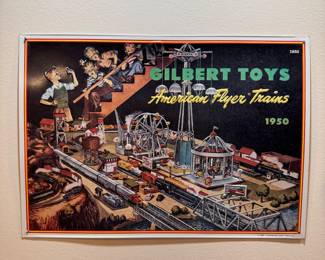 GILBERT TOYS
American Flyer Trains
1950